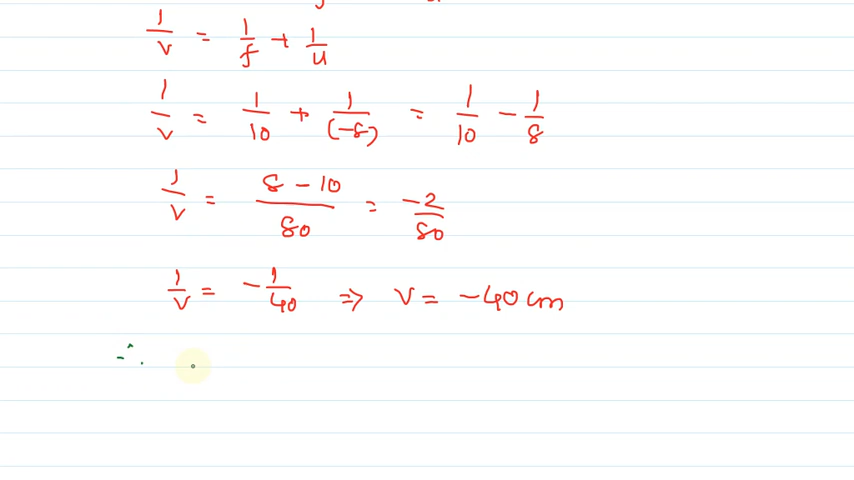 1/v = 1/f + 1/u
1/v = 1/10 + 1/(-8) = 1/10 - 1/8
1/v = 8 - 10/80 = -2/80
1/v = -1/40 ⇒ v = -40 cm
∴